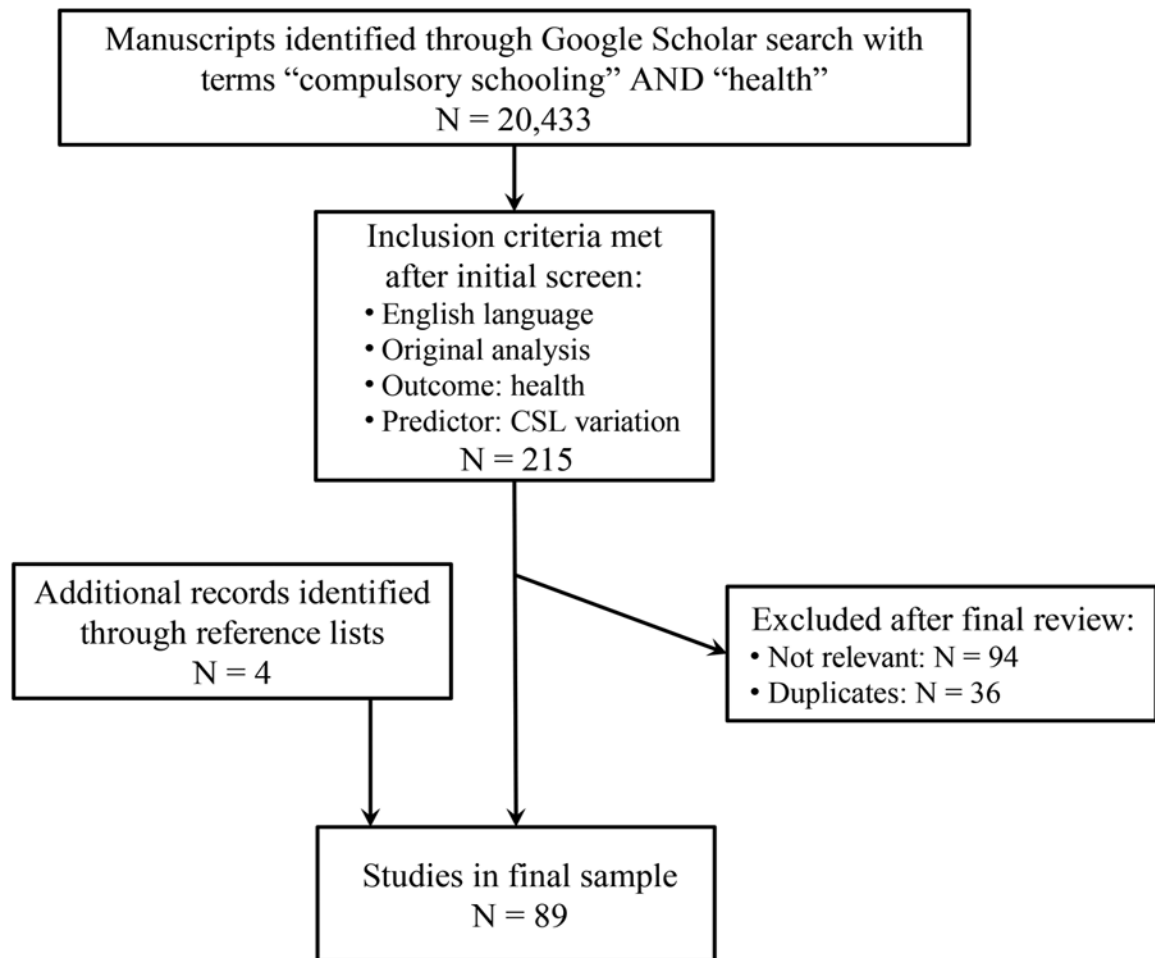 Manuscripts identified through Google Scholar search with
terms “compulsory schooling” AND “health”
N = 20,433
Inclusion criteria met
after initial screen:
• English language
• Original analysis
• Outcome: health
• Predictor: CSL variation
N = 215
Additional records identified
through reference lists
N = 4
Excluded after final review:
• Not relevant: N = 94
• Duplicates: N = 36
Studies in final sample
N = 89